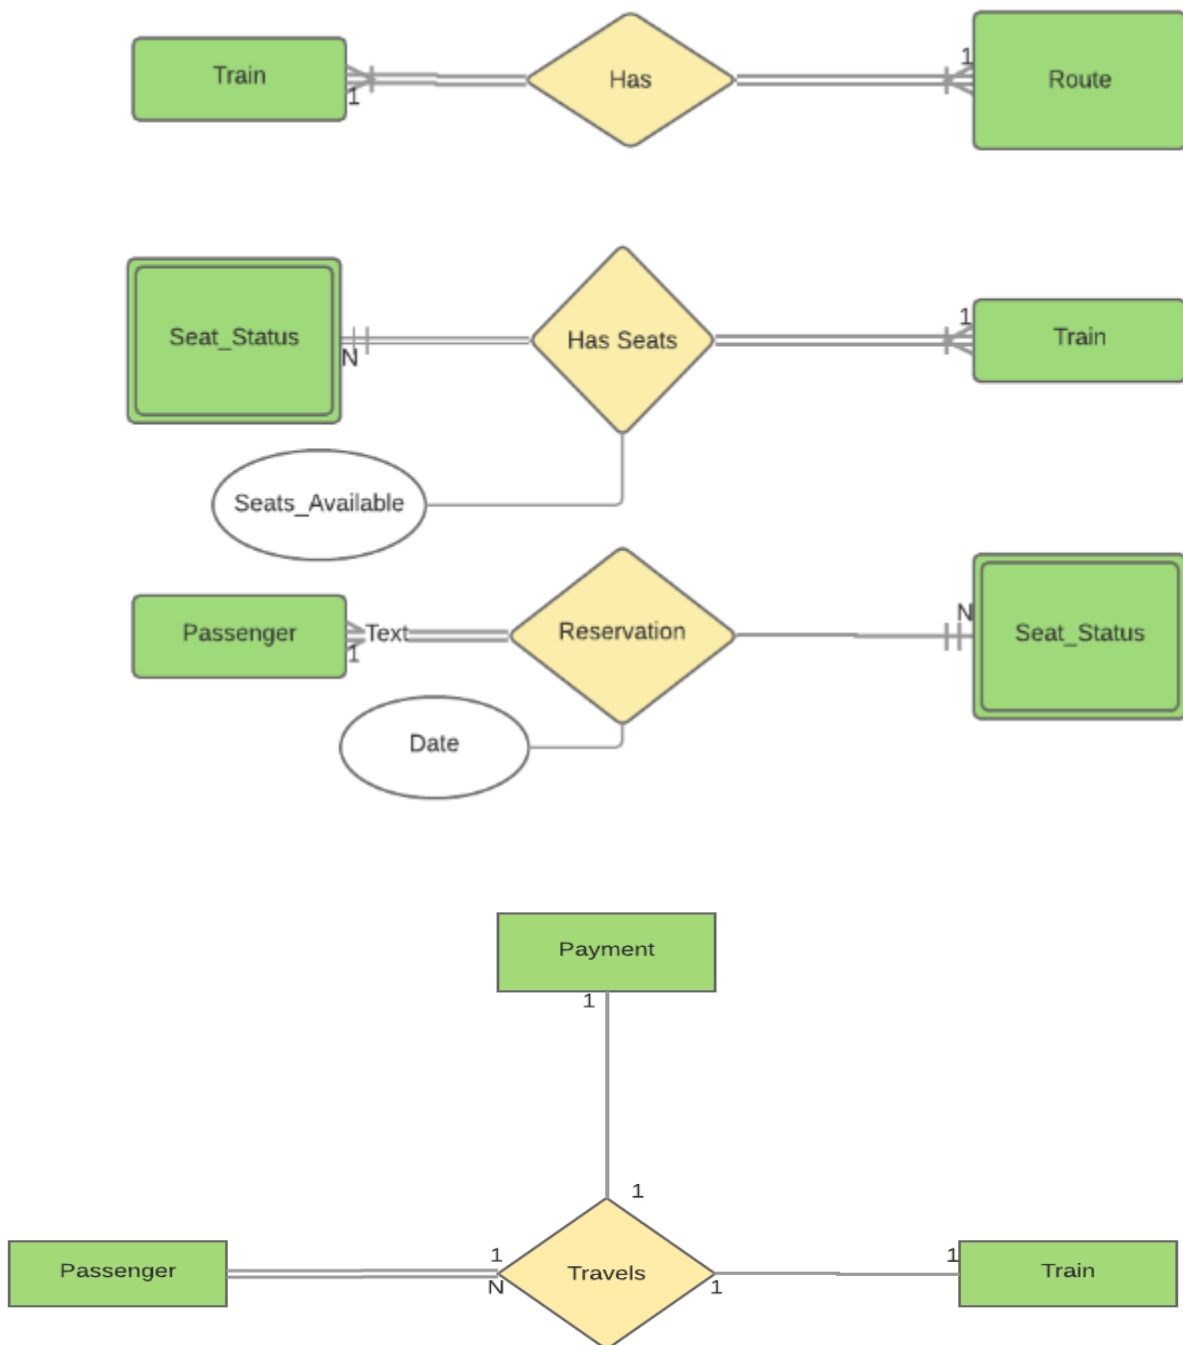 Train
1
Has
1
Route
Seat_Status
N
Has Seats
1
Train
Seats_Available
Passenger
1
Text
Reservation
N
Seat_Status
Date
Payment
1
1
Passenger
1
N
Travels
1
1
Train